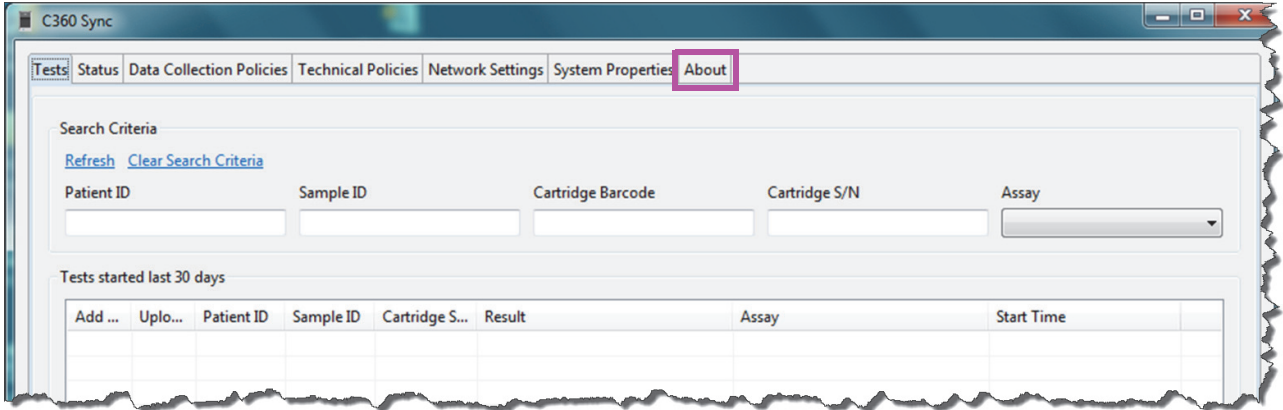 C360 Sync
Tests Status Data Collection Policies Technical Policies Network Settings System Properties About
Search Criteria
Refresh Clear Search Criteria
Patient ID Sample ID Cartridge Barcode Cartridge S/N Assay
Tests started last 30 days
Add ... Uplo... Patient ID Sample ID Cartridge S... Result Assay Start Time